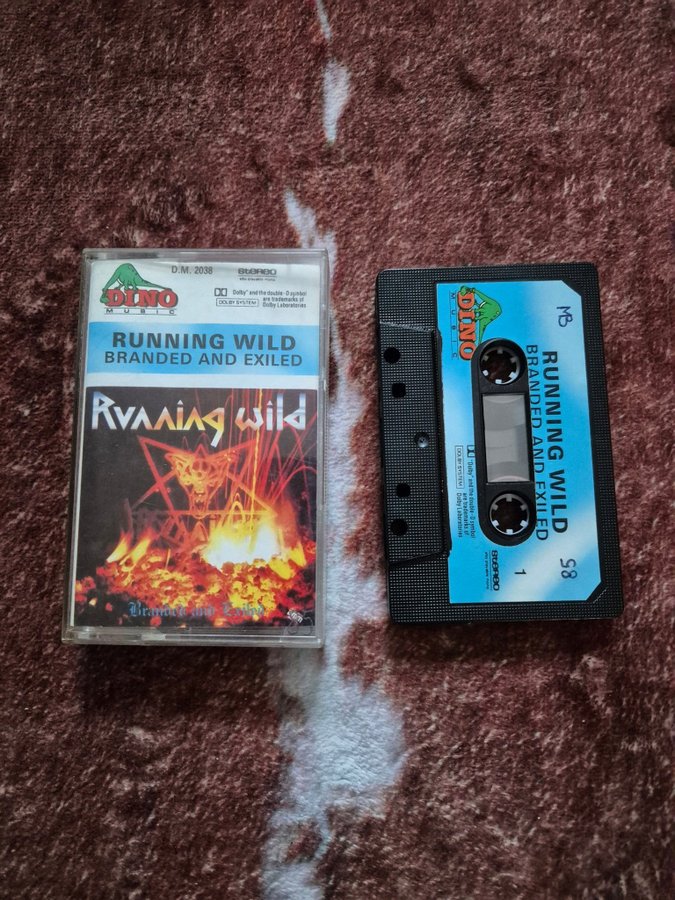 DINO
MUSIC
D.M. 2038
stereo
DOLBY SYSTEM
Dolby" and the double-D symbol
are trademarks of
Dolby Laboratories
RUNNING WILD
BRANDED AND EXILED
Running Wild
Branded and Exiled
DINO
MUSIC
MB
RUNNING WILD
BRANDED AND EXILED
DOLBY SYSTEM
"Dolby" and the double-D symbol
are trademarks of
Dolby Laboratories
stereo
1
58